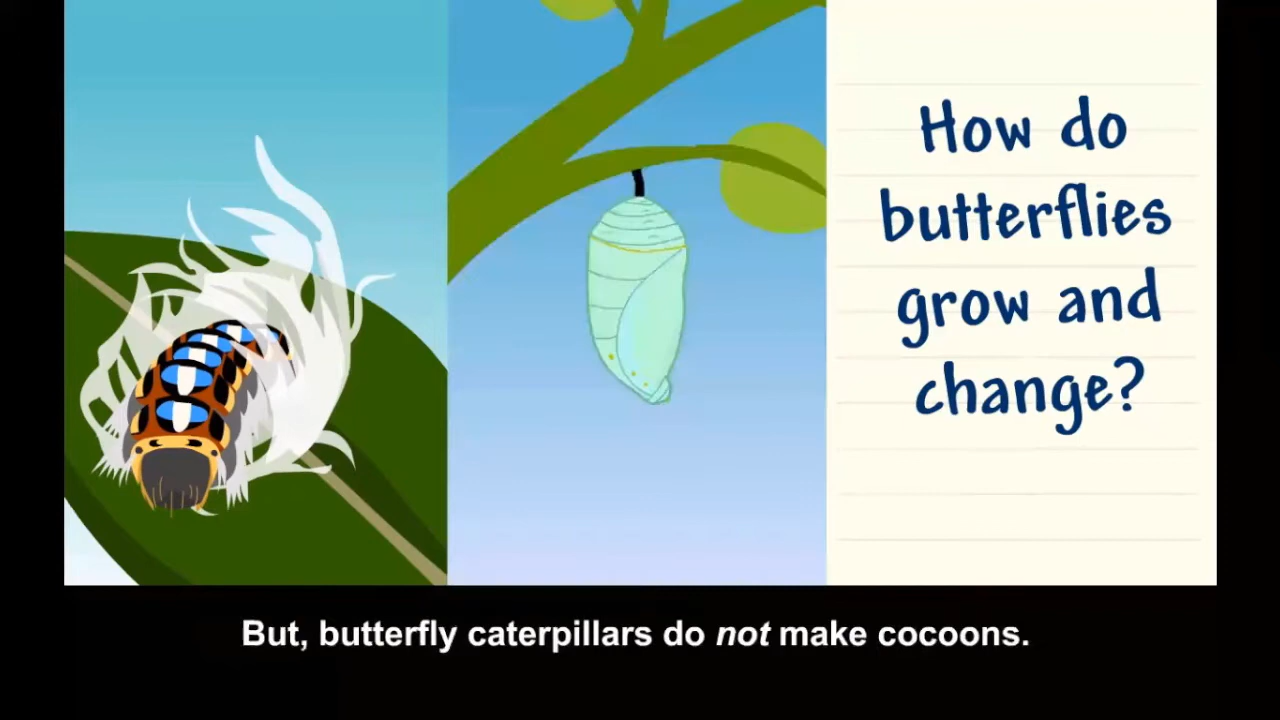 How do
butterflies
grow and
change?
But, butterfly caterpillars do not make cocoons.